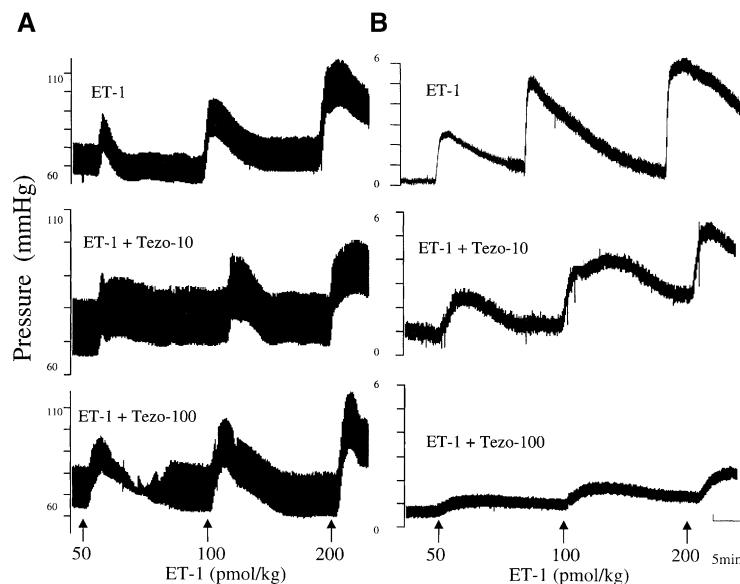 A
B
110
ET-1
60
6
ET-1
0
110
ET-1 + Tezo-10
60
6
ET-1 + Tezo-10
0
Pressure (mmHg)
110
ET-1 + Tezo-100
60
6
ET-1 + Tezo-100
0
50
100
200
ET-1 (pmol/kg)
50
100
200
5min
ET-1 (pmol/kg)